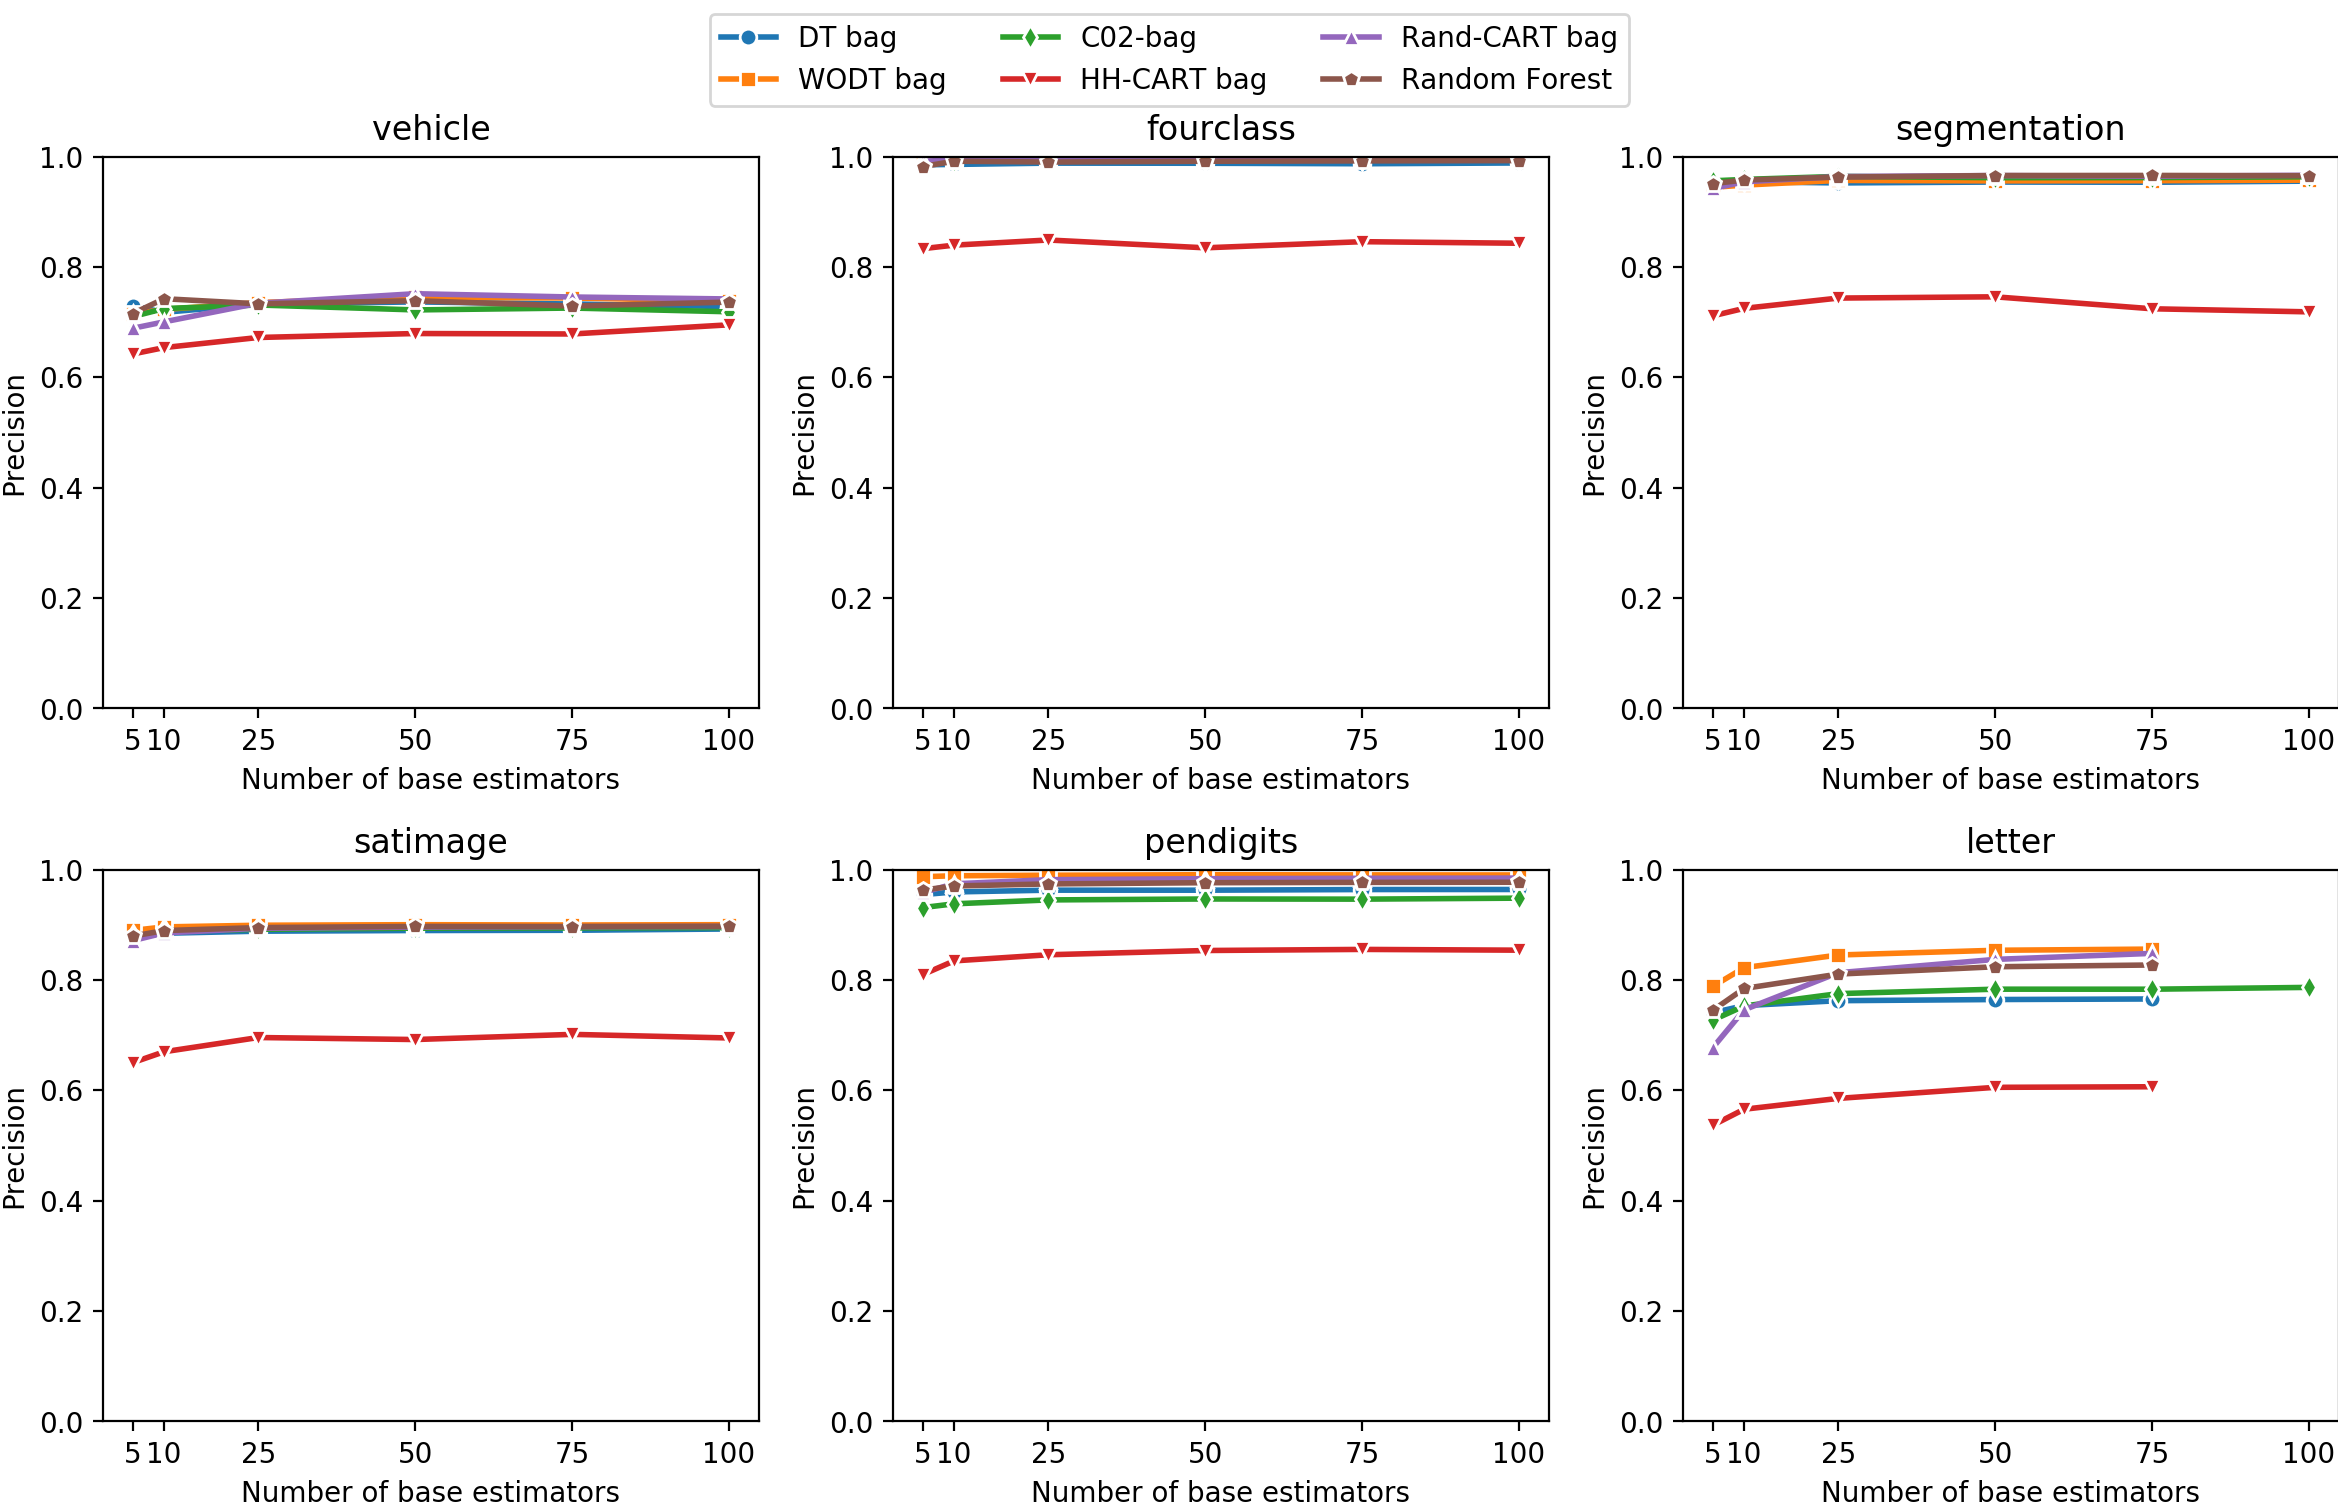 DT bag
WODT bag
C02-bag
HH-CART bag
Rand-CART bag
Random Forest
vehicle
1.0
0.8
0.6
0.4
0.2
0.0
Precision
5 10 25 50 75 100
Number of base estimators
fourclass
1.0
0.8
0.6
0.4
0.2
0.0
Precision
5 10 25 50 75 100
Number of base estimators
segmentation
1.0
0.8
0.6
0.4
0.2
0.0
Precision
5 10 25 50 75 100
Number of base estimators
satimage
1.0
0.8
0.6
0.4
0.2
0.0
Precision
5 10 25 50 75 100
Number of base estimators
pendigits
1.0
0.8
0.6
0.4
0.2
0.0
Precision
5 10 25 50 75 100
Number of base estimators
letter
1.0
0.8
0.6
0.4
0.2
0.0
Precision
5 10 25 50 75 100
Number of base estimators